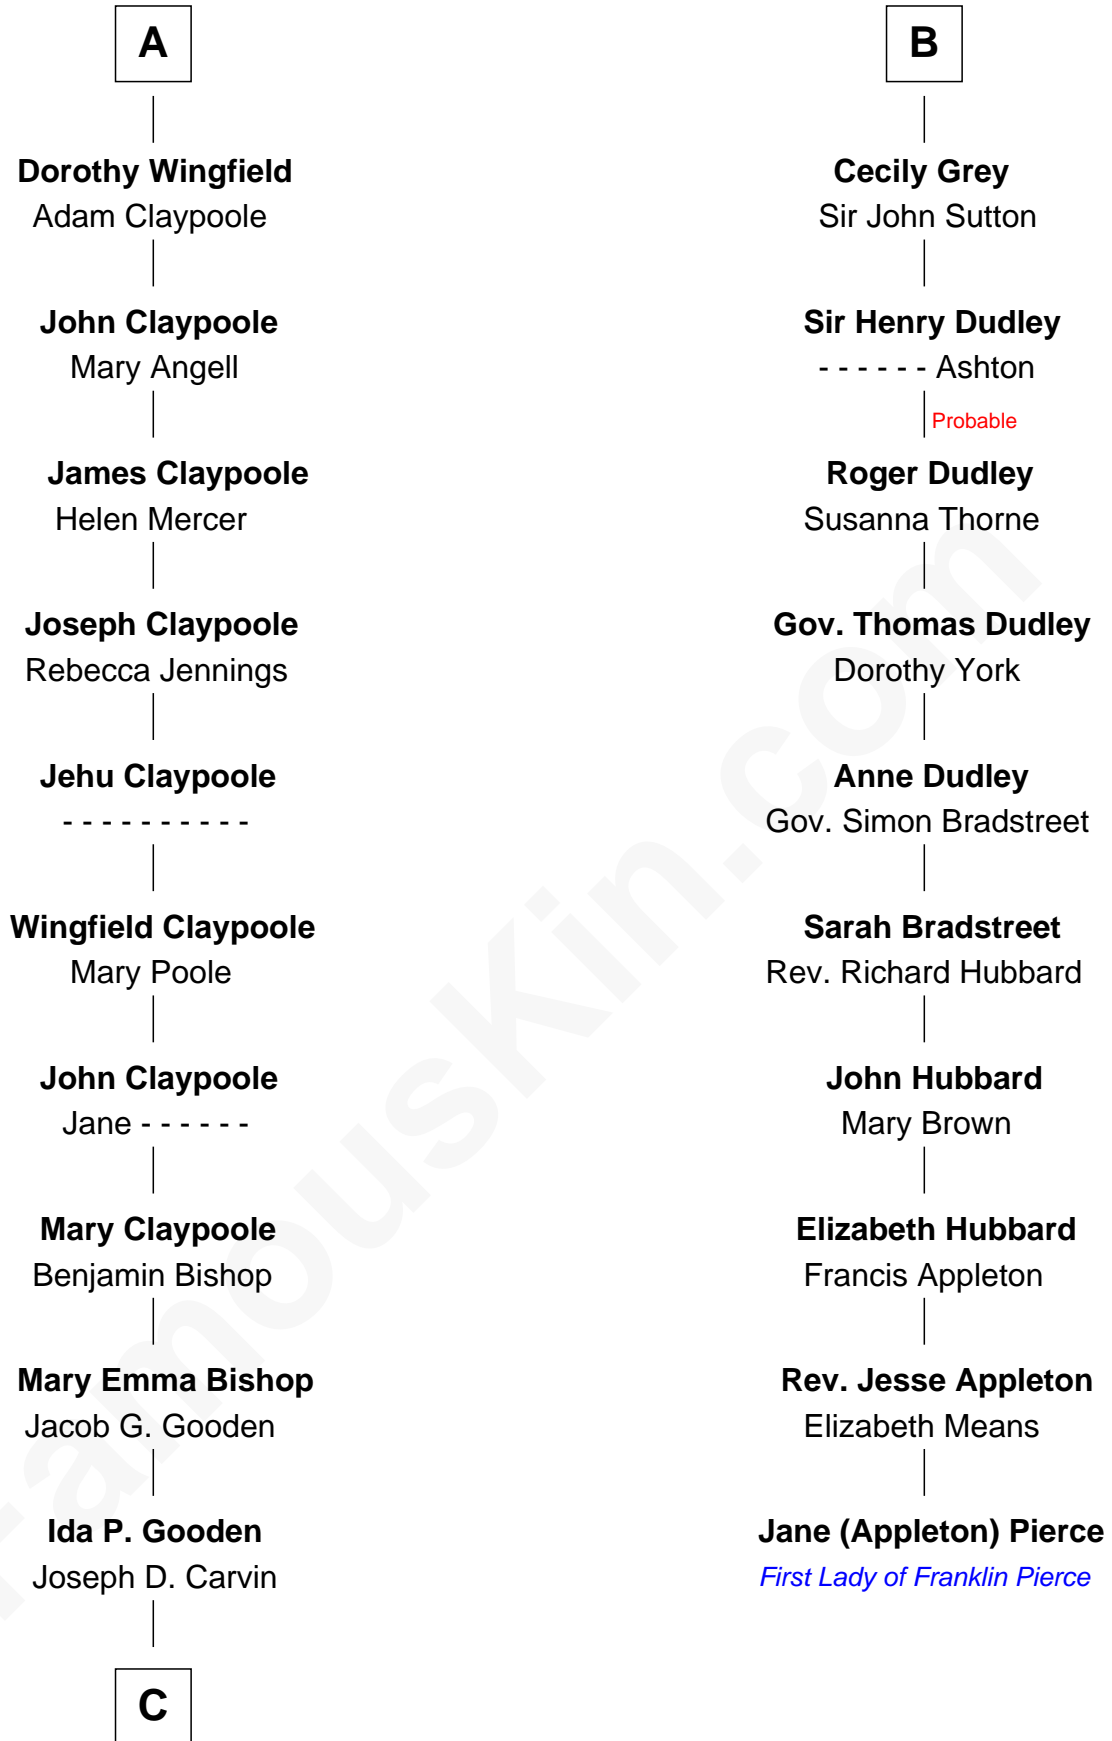 A
Dorothy Wingfield
Adam Claypoole
John Claypoole
Mary Angell
James Claypoole
Helen Mercer
Joseph Claypoole
Rebecca Jennings
Jehu Claypoole
- - - - - - - - - -
Wingfield Claypoole
Mary Poole
John Claypoole
Jane - - - - - -
Mary Claypoole
Benjamin Bishop
Mary Emma Bishop
Jacob G. Gooden
Ida P. Gooden
Joseph D. Carvin
C
B
Cecily Grey
Sir John Sutton
Sir Henry Dudley
- - - - - - Ashton
Probable
Roger Dudley
Susanna Thorne
Gov. Thomas Dudley
Dorothy York
Anne Dudley
Gov. Simon Bradstreet
Sarah Bradstreet
Rev. Richard Hubbard
John Hubbard
Mary Brown
Elizabeth Hubbard
Francis Appleton
Rev. Jesse Appleton
Elizabeth Means
Jane (Appleton) Pierce
First Lady of Franklin Pierce
FamousKin.com